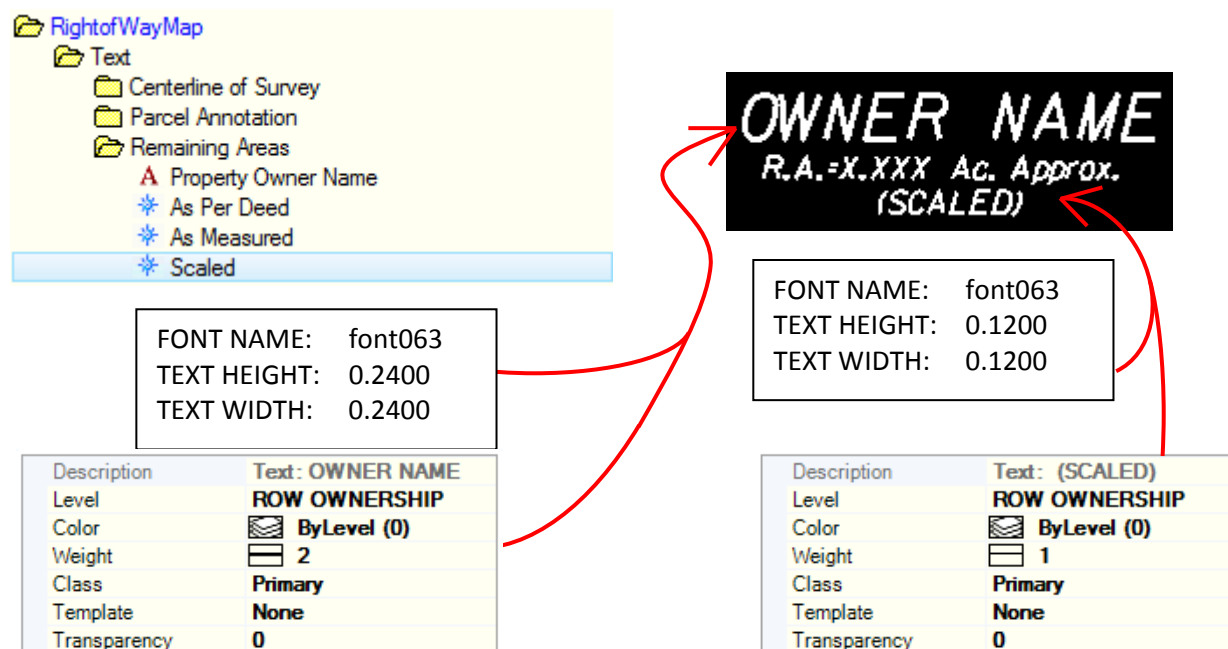 RightofWayMap
Text
Centerline of Survey
Parcel Annotation
Remaining Areas
A Property Owner Name
As Per Deed
As Measured
Scaled
OWNER NAME
R.A.=X.XXX Ac. Approx.
(SCALED)
FONT NAME: font063
TEXT HEIGHT: 0.2400
TEXT WIDTH: 0.2400
FONT NAME: font063
TEXT HEIGHT: 0.1200
TEXT WIDTH: 0.1200
Description Text: OWNER NAME
Level ROW OWNERSHIP
Color ByLevel (0)
Weight 2
Class Primary
Template None
Transparency 0
Description Text: (SCALED)
Level ROW OWNERSHIP
Color ByLevel (0)
Weight 1
Class Primary
Template None
Transparency 0